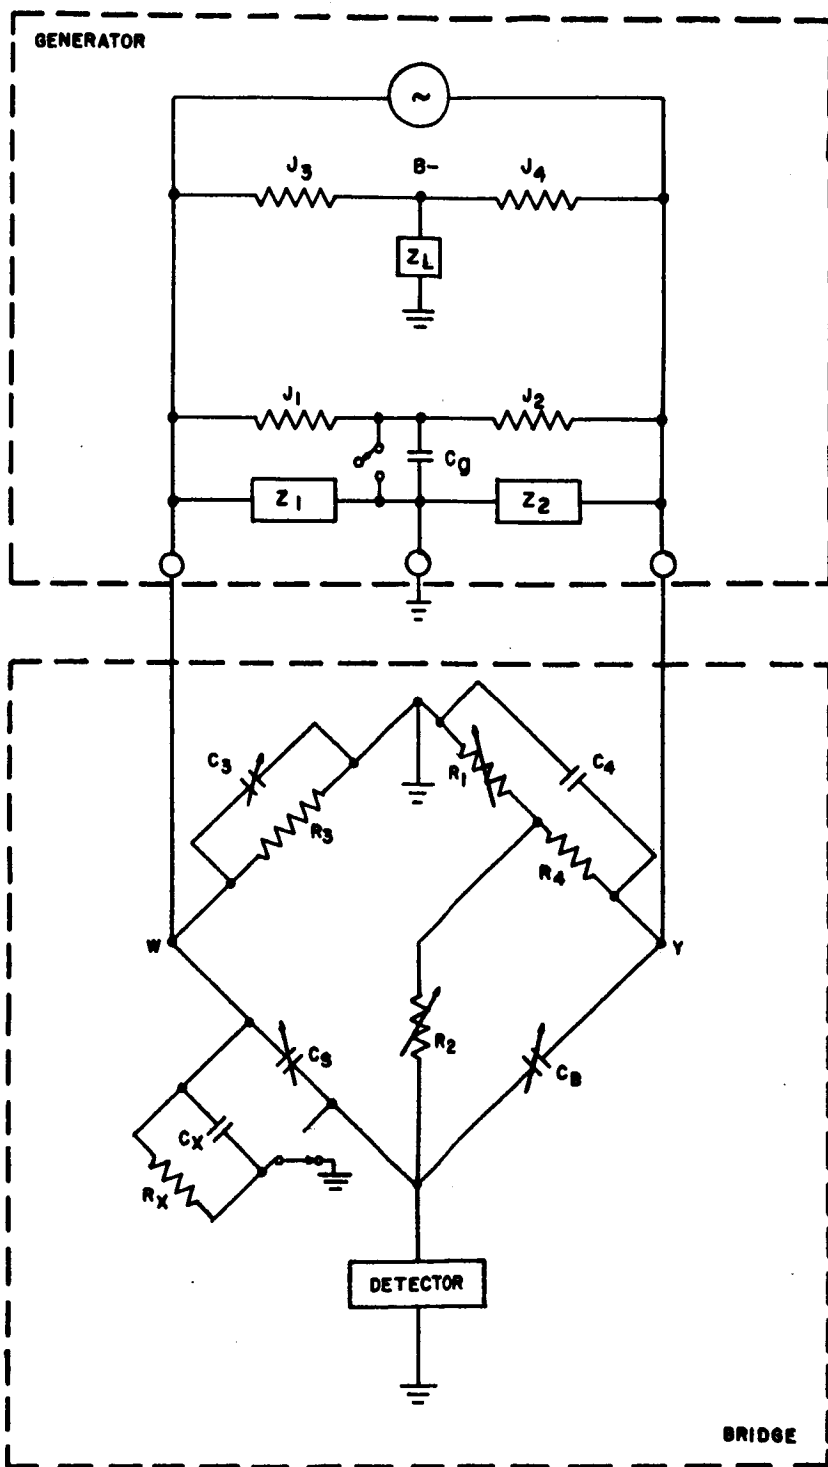 GENERATOR
~
J3 B- J4
ZL
J1 J2
Cg
Z1 Z2
C3 R3 R1 C4
R4
W Y
CS R2 CB
CX
RX
DETECTOR
BRIDGE